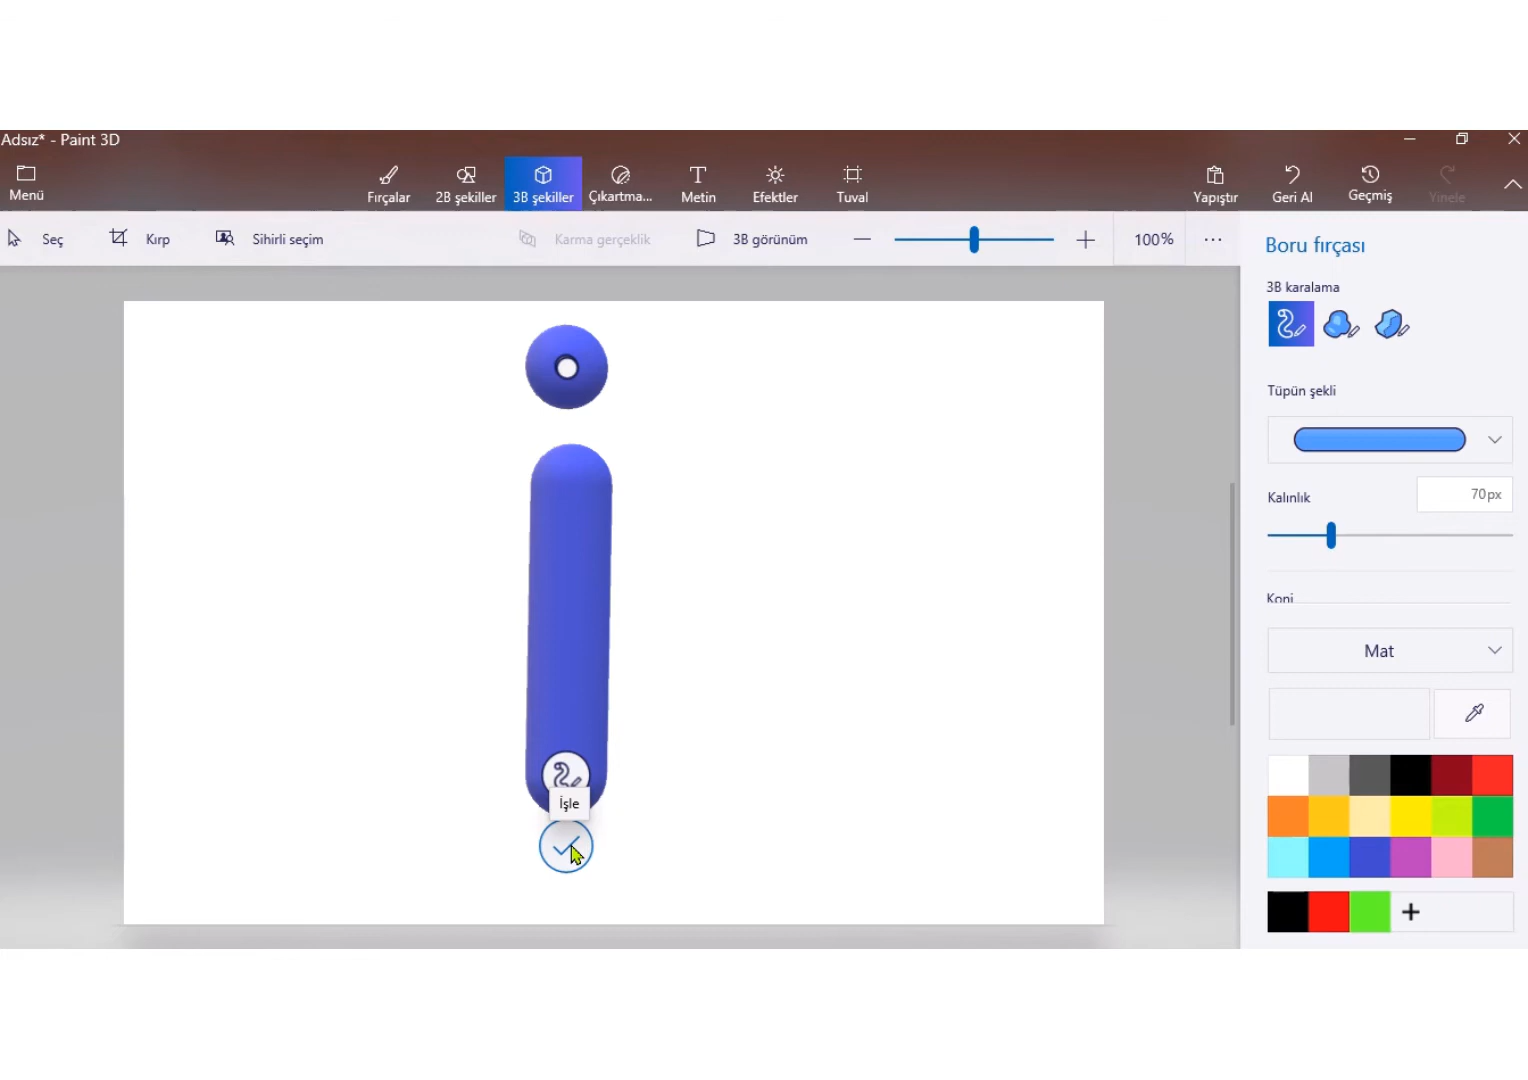 Adsız* - Paint 3D
Menü
Fırçalar
2B şekiller
3B şekiller
Çıkartma...
Metin
Efektler
Tuval
Yapıştır
Geri Al
Geçmiş
Yinele
Seç
Kırp
Sihirli seçim
Karma gerçeklik
3B görünüm
100%
Boru fırçası
3B karalama
Tüpün şekli
Kalınlık
70px
Koni
Mat
İşle